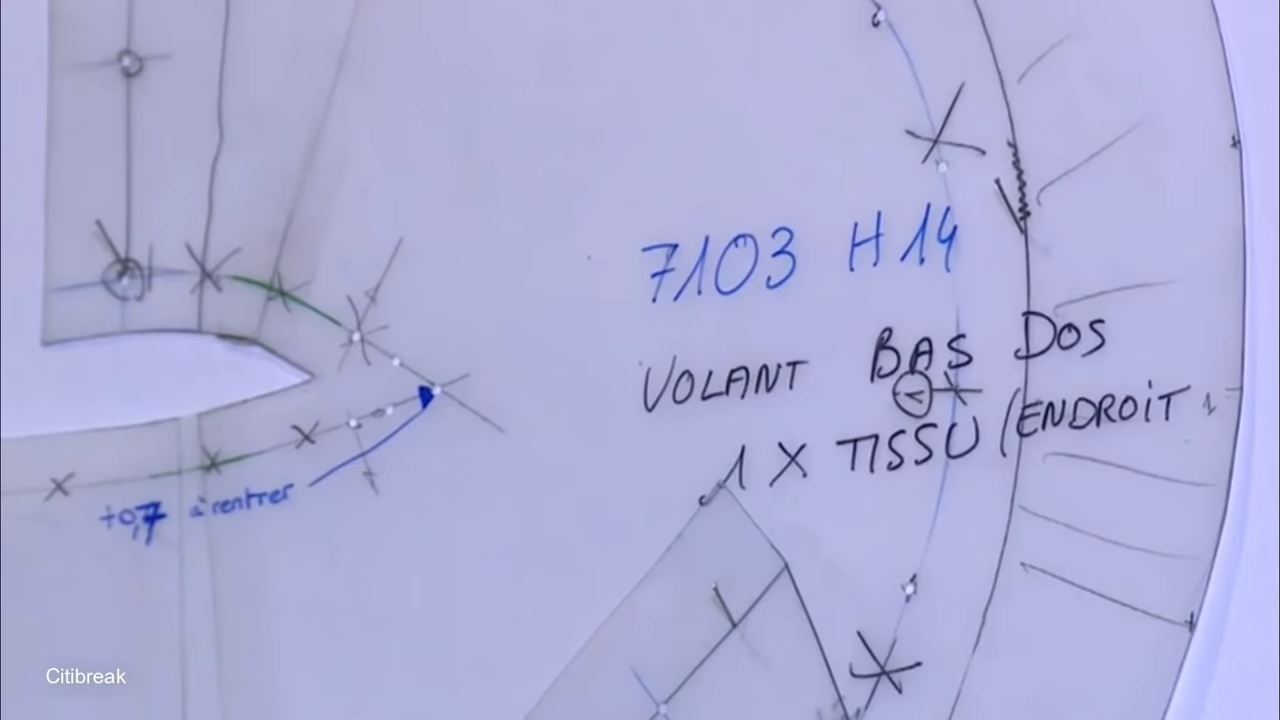 7103 H14
VOLANT BAS DOS
1 X TISSU (ENDROIT
+0,7 à rentrer
Citibreak